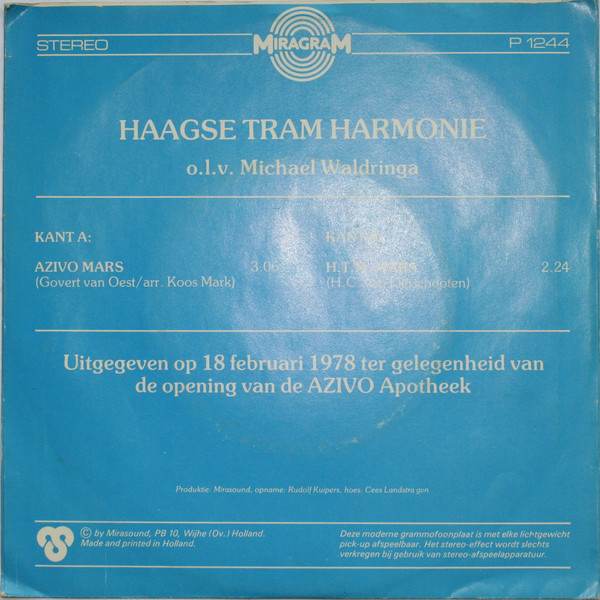 STEREO
MIRAGRAM
P 1244
HAAGSE TRAM HARMONIE
o.l.v. Michael Waldringa
KANT A:
AZIVO MARS 3.06
(Govert van Oest/arr. Koos Mark)
KANT
H.T. 2.24
(H.C.
Uitgegeven op 18 februari 1978 ter gelegenheid van
de opening van de AZIVO Apotheek
Produktie: Mirasound, opname: Rudolf Kuipers, hoes: Cees Landstra gon
© by Mirasound, PB 10, Wijhe (Ov.) Holland.
Made and printed in Holland.
Deze moderne grammofoonplaat is met elke lichtgewicht
pick-up afspeelbaar. Het stereo-effect wordt slechts
verkregen bij gebruik van stereo-afspeelapparatuur.